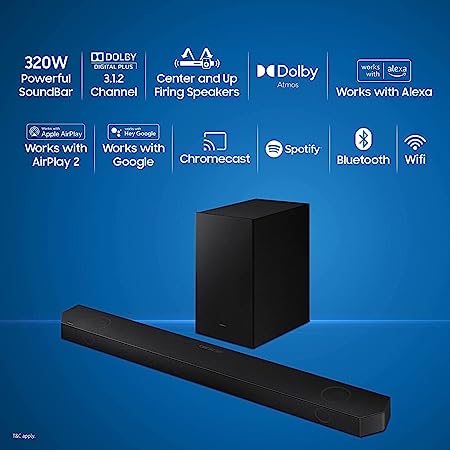 320W
Powerful
SoundBar
DOLBY
DIGITAL PLUS
3.1.2
Channel
Center and Up
Firing Speakers
Dolby
Atmos
works with alexa
Works with Alexa
Works with
Apple AirPlay
Works with
AirPlay 2
works with
Hey Google
Works with
Google
Chromecast
Spotify
Bluetooth
Wifi
T&C apply.